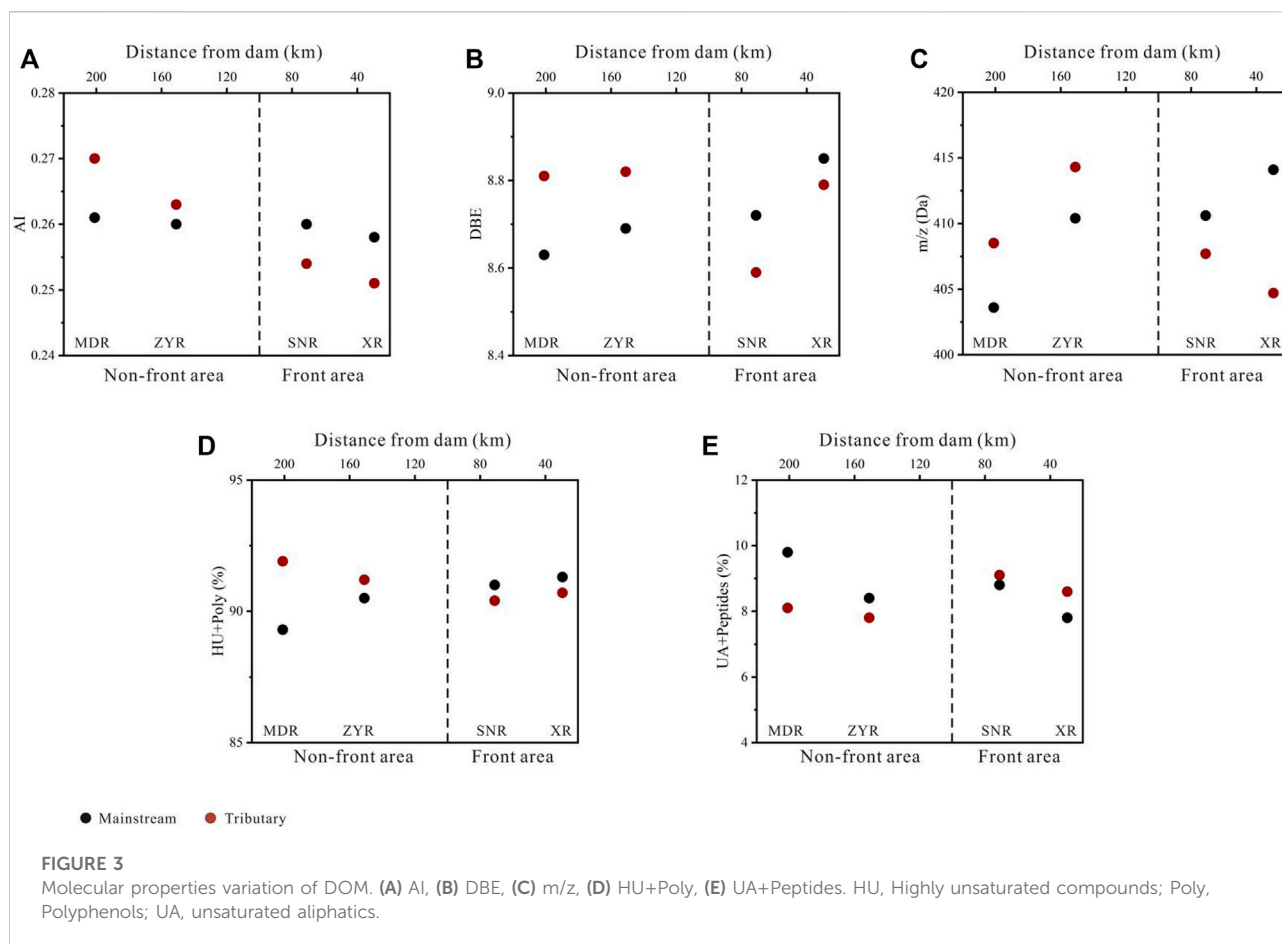 A
Distance from dam (km)
200 160 120 80 40
0.28
0.27
0.26
0.25
0.24
AI
MDR ZYR SNR XR
Non-front area Front area
B
Distance from dam (km)
200 160 120 80 40
9.0
8.8
8.6
8.4
DBE
MDR ZYR SNR XR
Non-front area Front area
C
Distance from dam (km)
200 160 120 80 40
420
415
410
405
400
m/z (Da)
MDR ZYR SNR XR
Non-front area Front area
D
Distance from dam (km)
200 160 120 80 40
95
90
85
HU+Poly (%)
MDR ZYR SNR XR
Non-front area Front area
E
Distance from dam (km)
200 160 120 80 40
12
10
8
6
4
UA+Peptides (%)
MDR ZYR SNR XR
Non-front area Front area
Mainstream Tributary
FIGURE 3
Molecular properties variation of DOM. (A) AI, (B) DBE, (C) m/z, (D) HU+Poly, (E) UA+Peptides. HU, Highly unsaturated compounds; Poly,
Polyphenols; UA, unsaturated aliphatics.